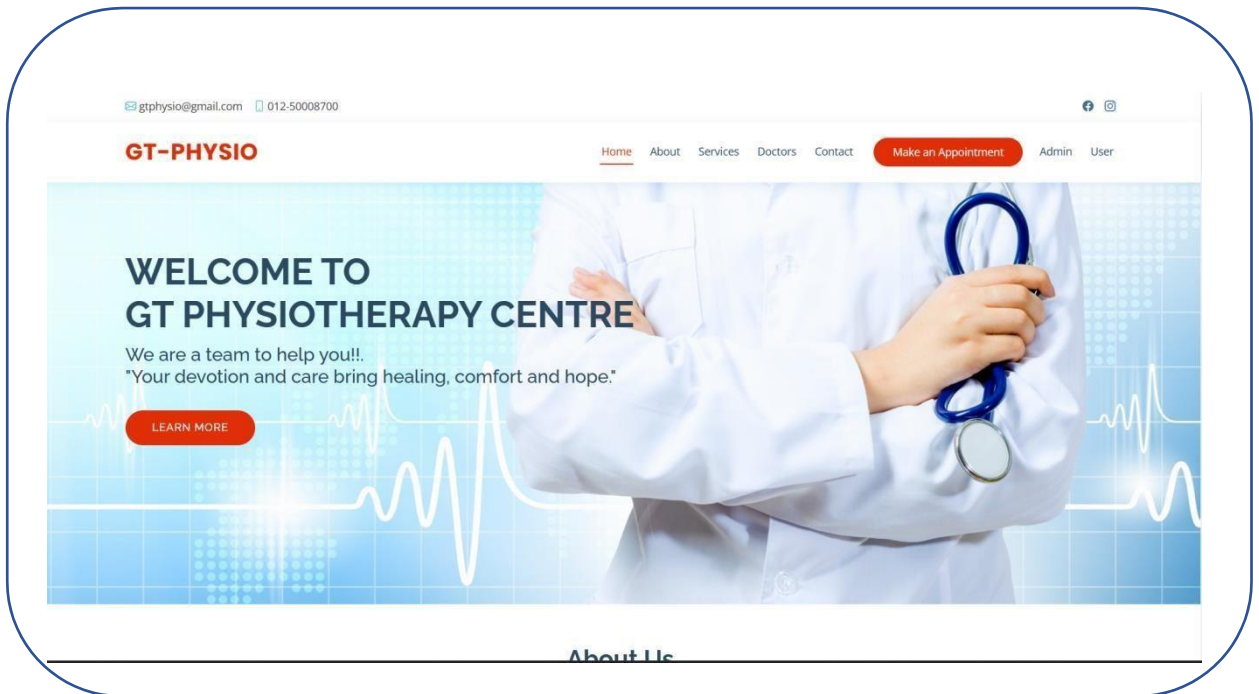 gtphysio@gmail.com 012-50008700
GT-PHYSIO Home About Services Doctors Contact Make an Appointment Admin User
WELCOME TO
GT PHYSIOTHERAPY CENTRE
We are a team to help you!!.
"Your devotion and care bring healing, comfort and hope."
LEARN MORE
About Us